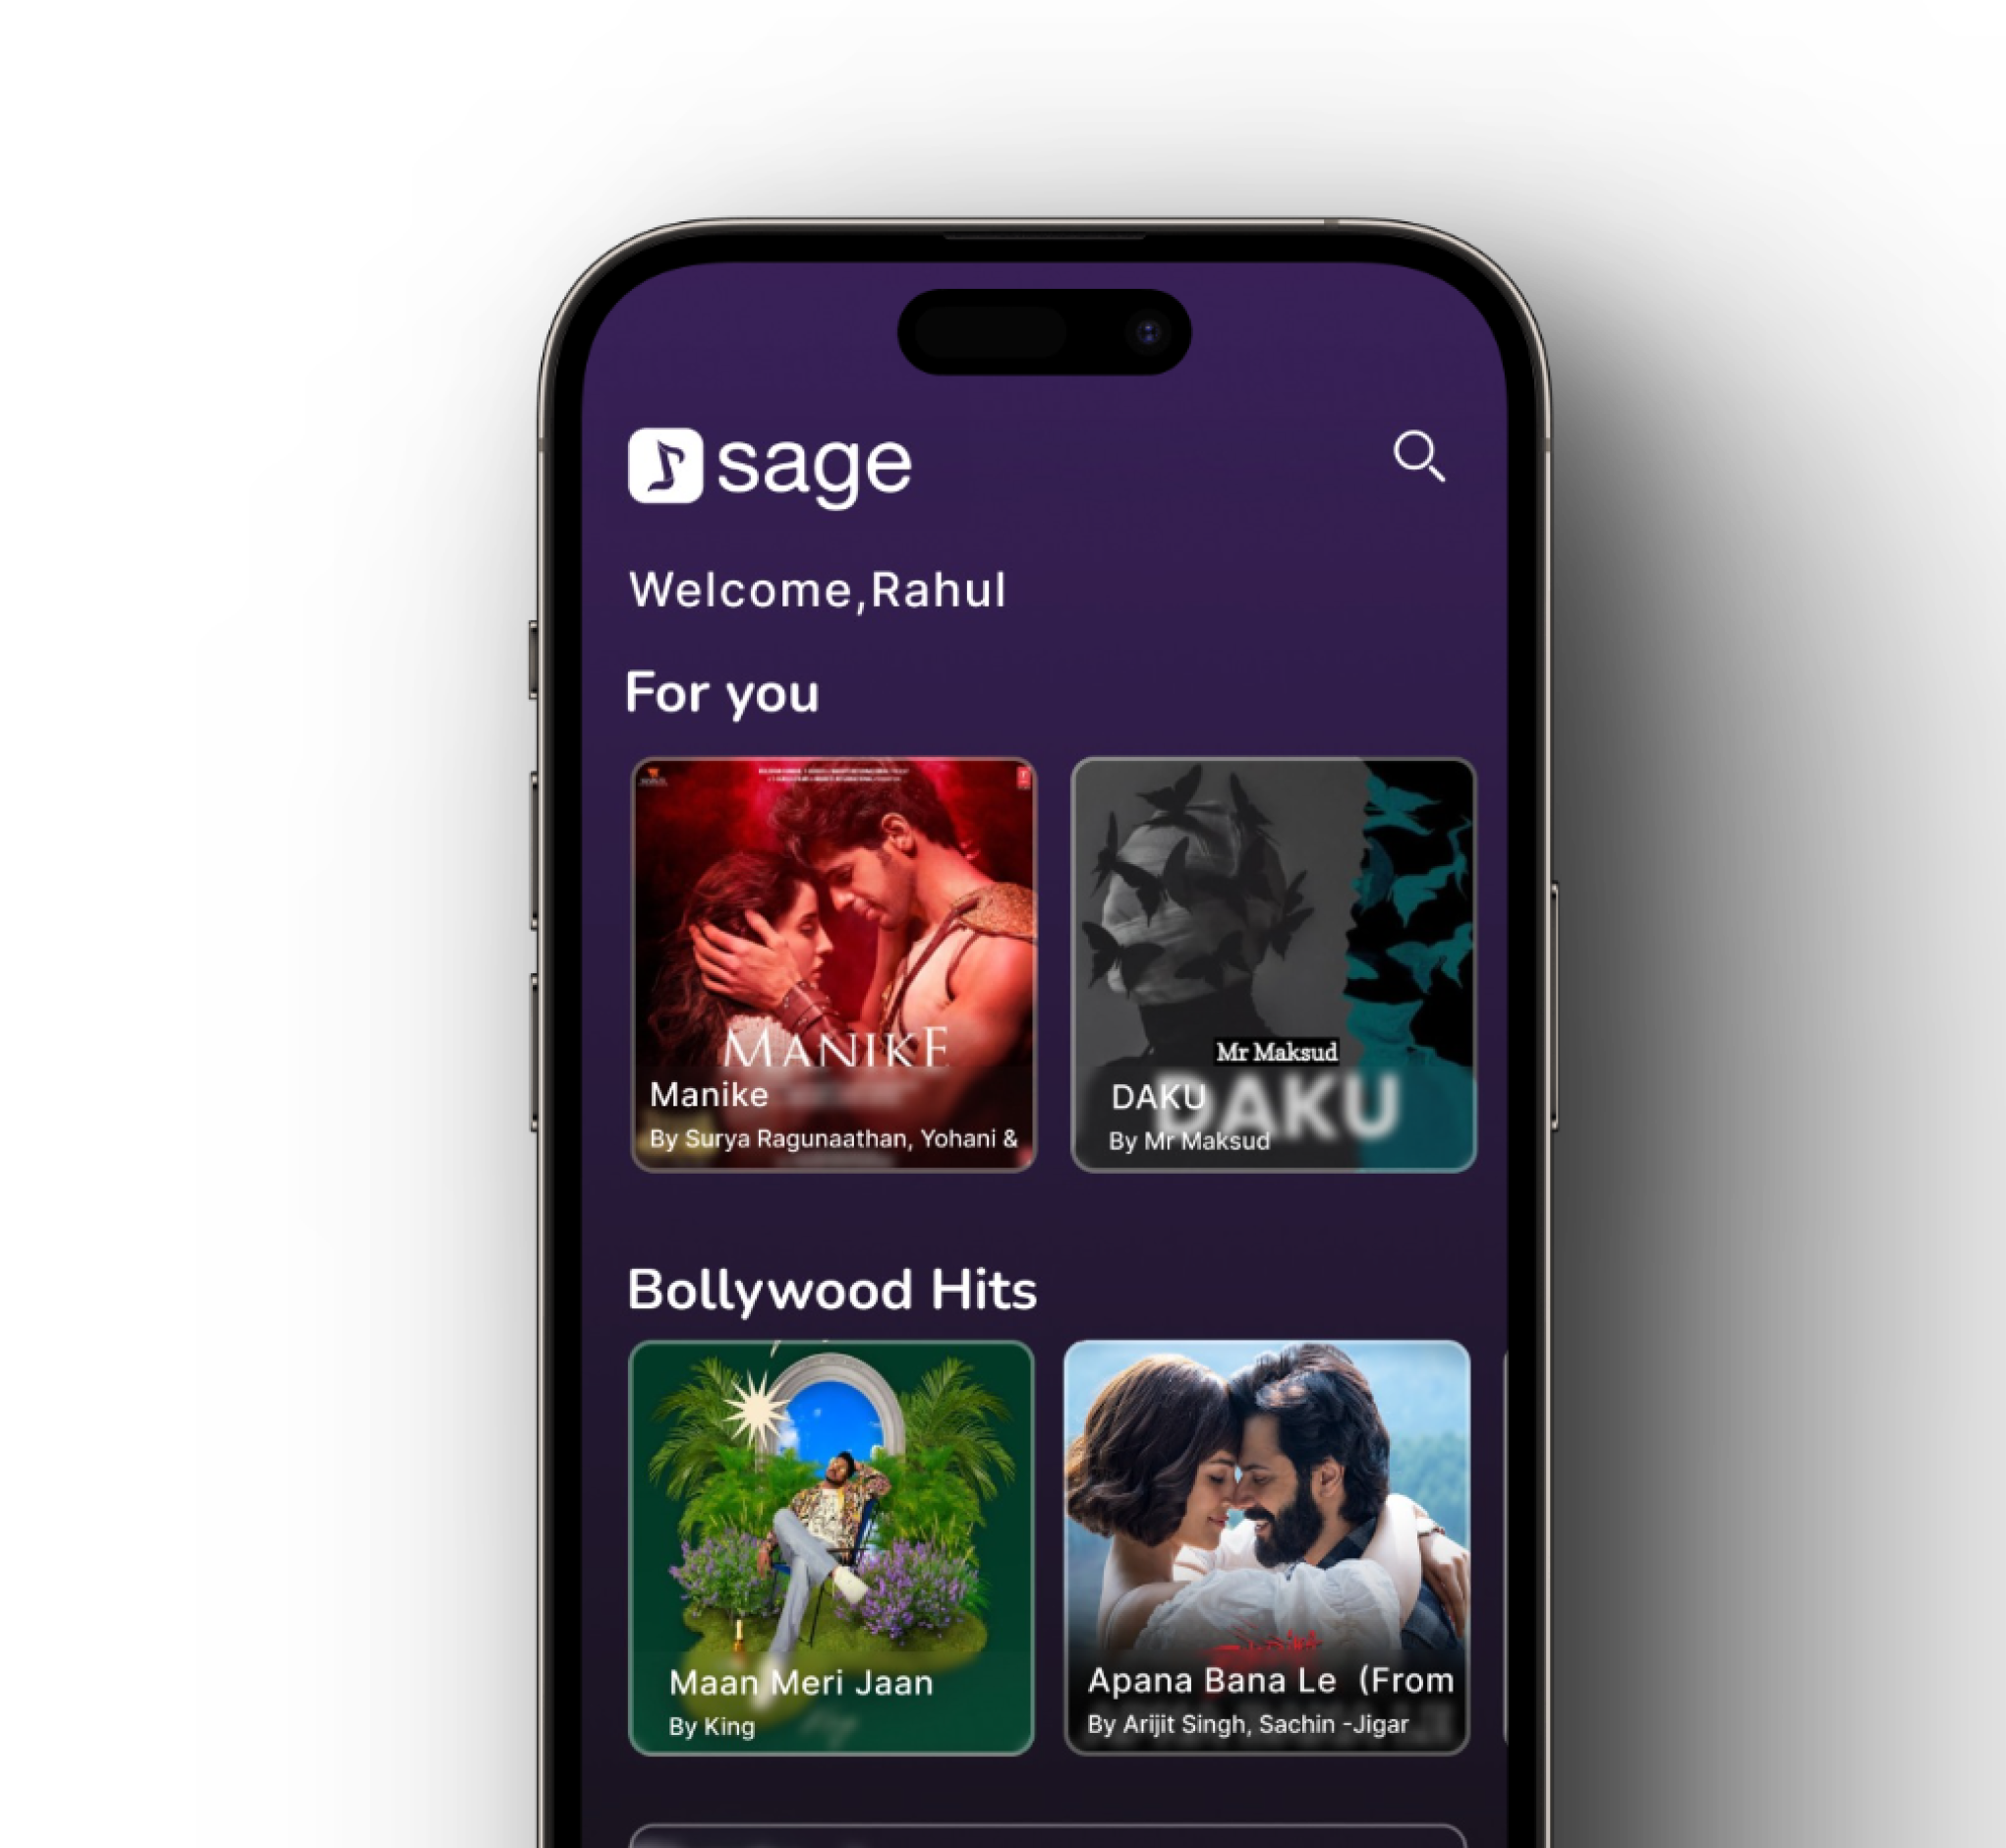 sage
Welcome,Rahul
For you
MANIKE
Manike
By Surya Ragunaathan, Yohani &
Mr Maksud
DAKU
DAKU
By Mr Maksud
Bollywood Hits
Maan Meri Jaan
By King
Apana Bana Le (From
By Arijit Singh, Sachin -Jigar